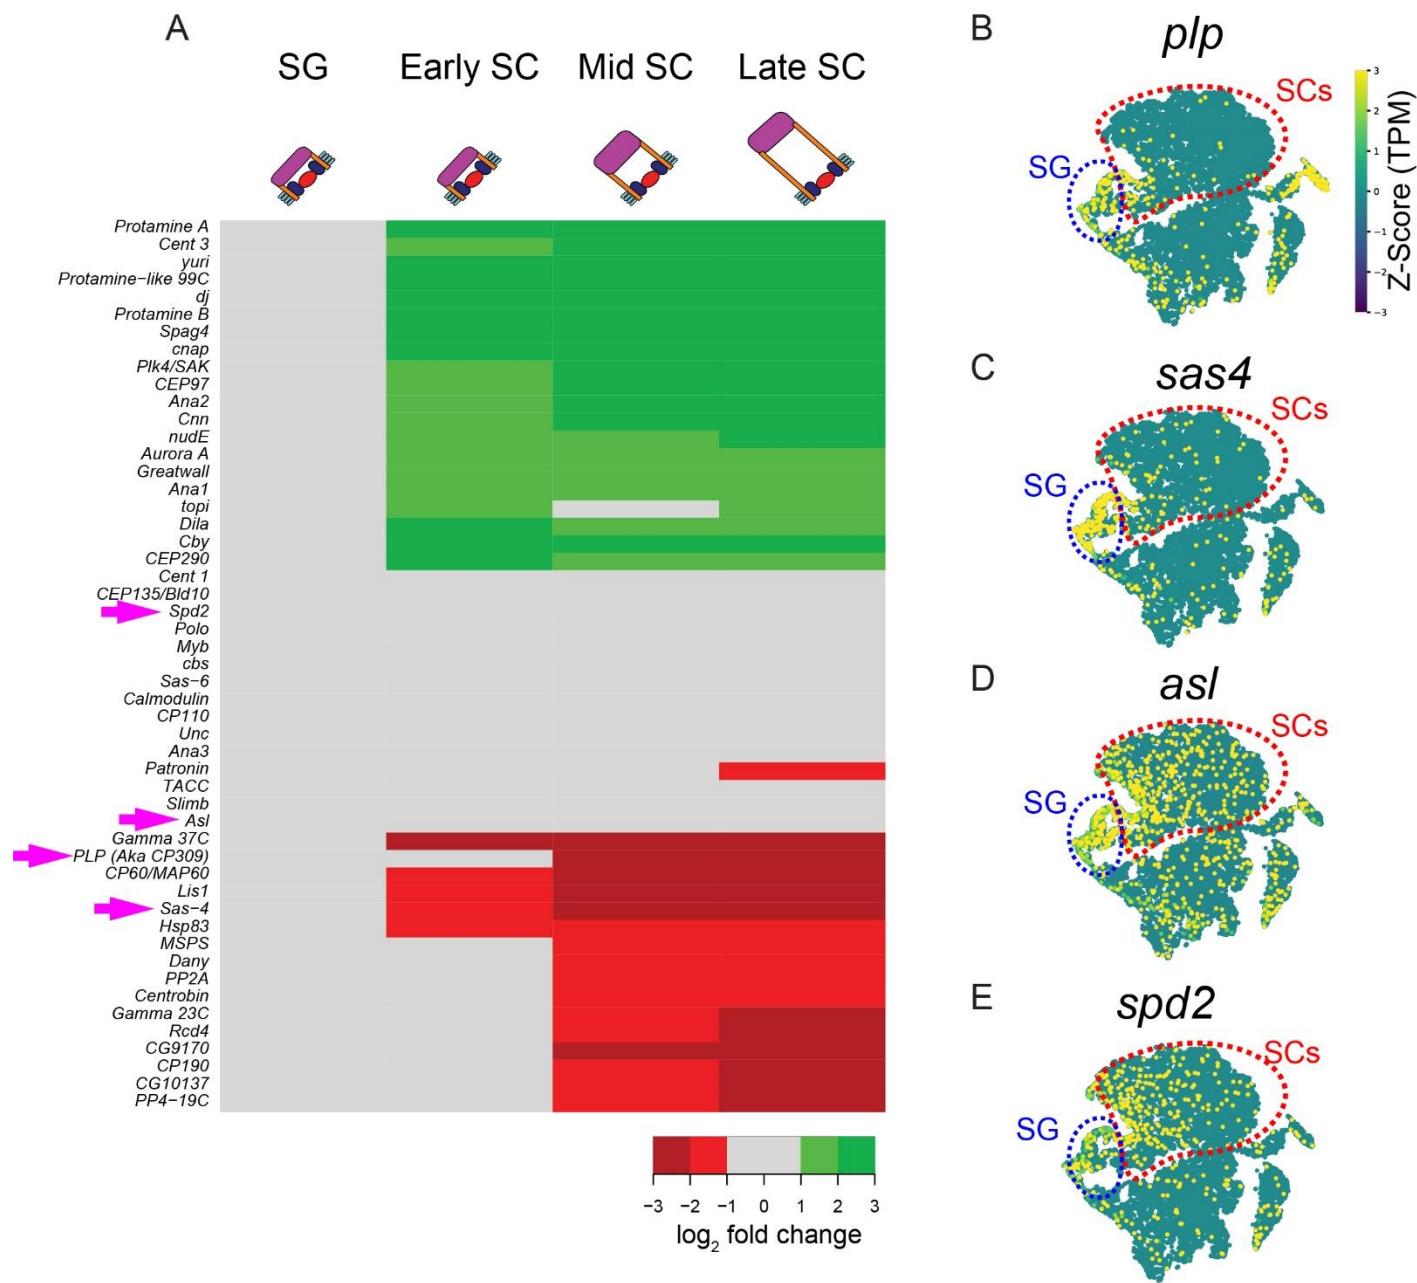 A
SG
Early SC
Mid SC
Late SC
Protamine A
Cent 3
yuri
Protamine−like 99C
dj
Protamine B
Spag4
cnap
Plk4/SAK
CEP97
Ana2
Cnn
nudE
Aurora A
Greatwall
Ana1
topi
Dila
Cby
CEP290
Cent 1
CEP135/Bld10
Spd2
Polo
Myb
cbs
Sas−6
Calmodulin
CP110
Unc
Ana3
Patronin
TACC
Slimb
Asl
Gamma 37C
PLP (Aka CP309)
CP60/MAP60
Lis1
Sas−4
Hsp83
MSPS
Dany
PP2A
Centrobin
Gamma 23C
Rcd4
CG9170
CP190
CG10137
PP4−19C
−3 −2 −1 0 1 2 3
log2 fold change
B
plp
SCs
SG
3
2
1
0
−1
−2
−3
Z-Score (TPM)
C
sas4
SCs
SG
D
asl
SCs
SG
E
spd2
SCs
SG